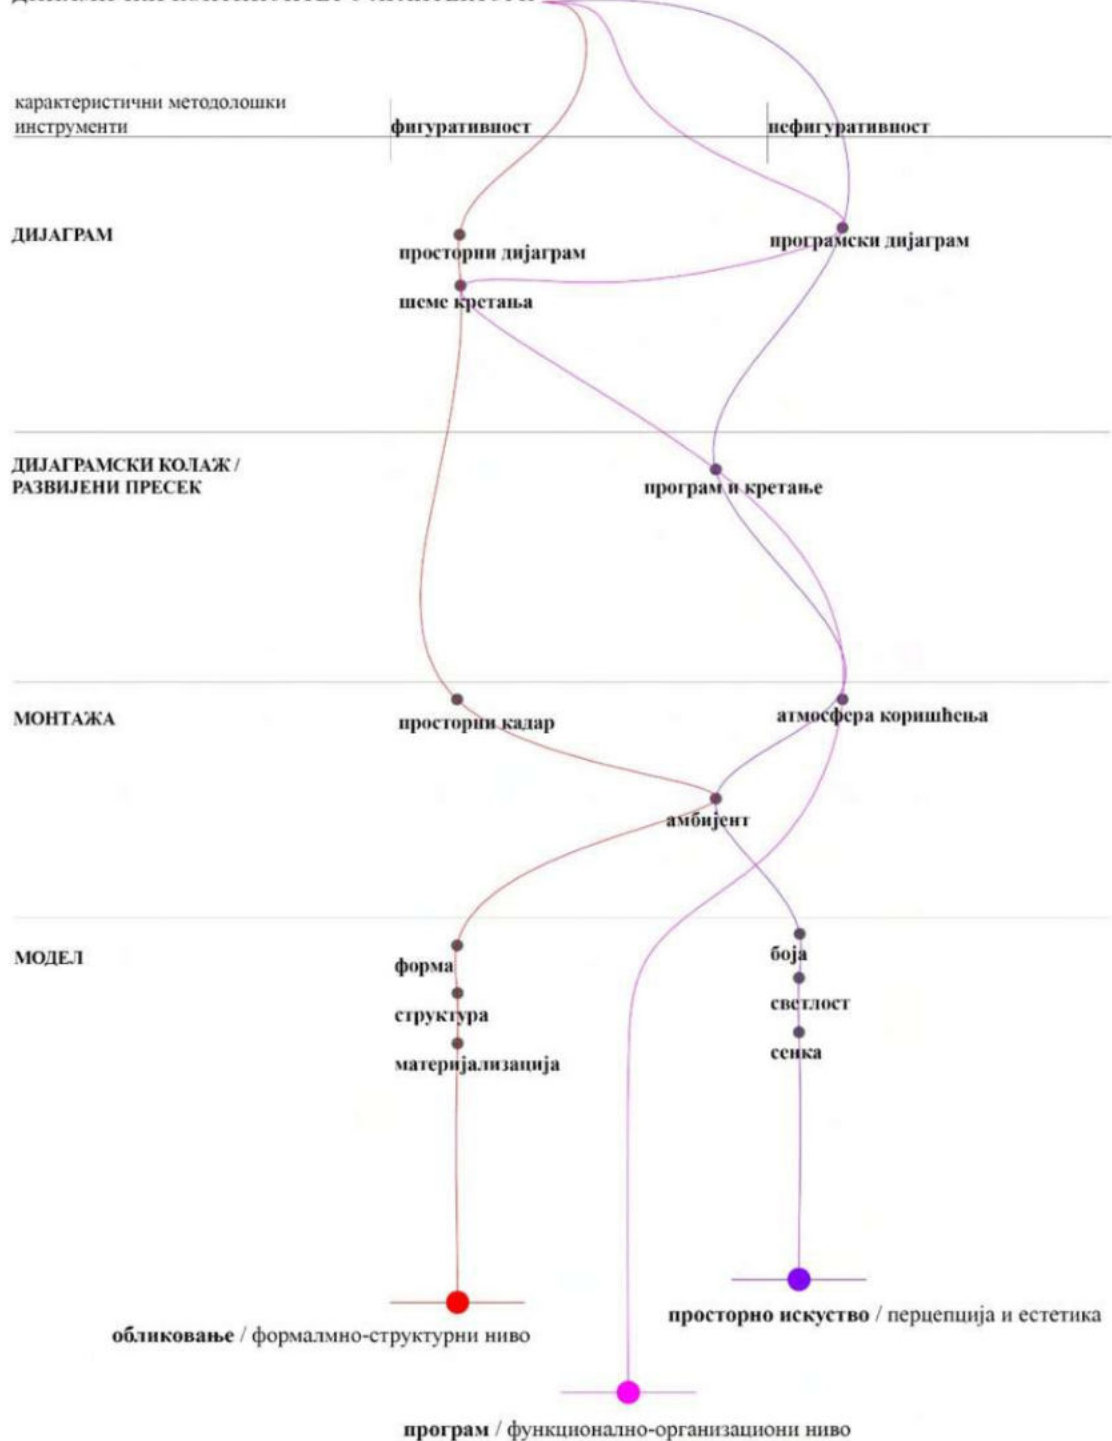 карактеристични методолошки
инструменти
фигуративност
нефигуративност
ДИЈАГРАМ
просторни дијаграм
програмски дијаграм
шеме кретања
ДИЈАГРАМСКИ КОЛАЖ /
РАЗВИЈЕНИ ПРЕСЕК
програм и кретање
МОНТАЖА
просторни кадар
атмосфера коришћења
амбијент
МОДЕЛ
форма
боја
структура
светлост
материјализација
сенка
просторно искуство / перцепција и естетика
обликовање / формалмно-структурни ниво
програм / функционално-организациони ниво